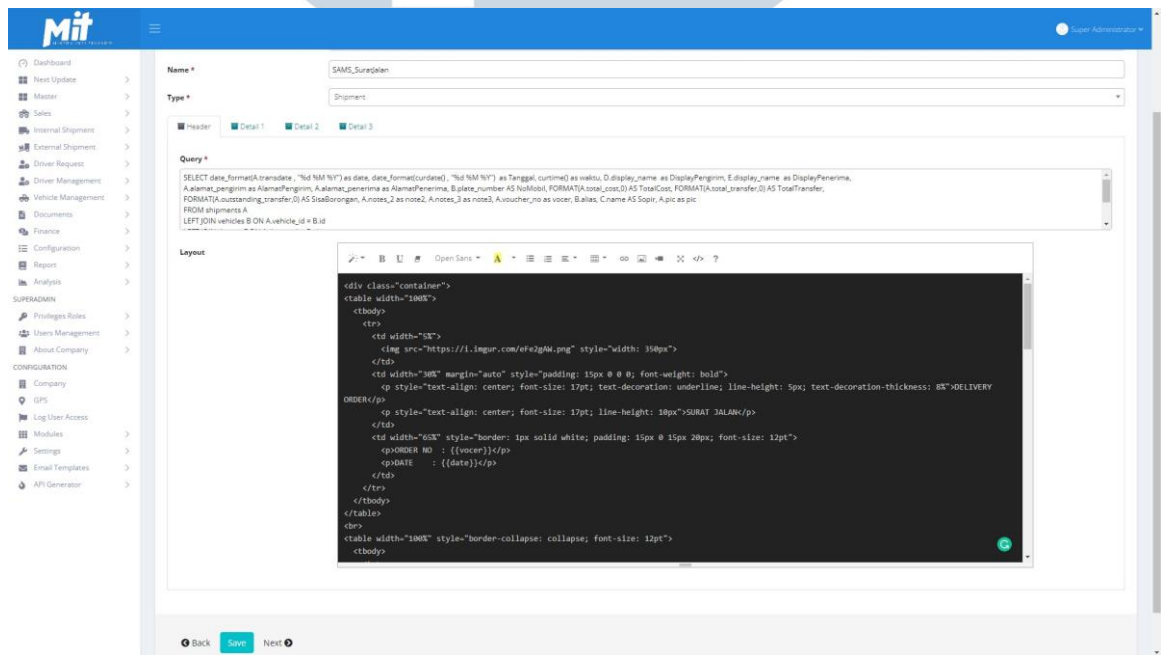 Mit
Super Administrator
Dashboard
Next Update
Master
Sales
Internal Shipment
External Shipment
Driver Request
Driver Management
Vehicle Management
Documents
Finance
Configuration
Report
Analysis
SUPERADMIN
Privileges Roles
Users Management
About Company
CONFIGURATION
Company
GPS
Log User Access
Modules
Settings
Email Templates
API Generator
Name *
SAMS_SuratJalan
Type *
Shipment
Header Detail 1 Detail 2 Detail 3
Query *
SELECT date_format(A.transdate , "%d %M %Y") as date, date_format(curdate() , "%d %M %Y") as Tanggal, curtime() as waktu, D.display_name as DisplayPengirim, E.display_name as DisplayPenerima,
A.alamat_pengirim as AlamatPengirim, A.alamat_penerima as AlamatPenerima, B.plate_number AS NoMobil, FORMAT(A.total_cost,0) AS TotalCost, FORMAT(A.total_transfer,0) AS TotalTransfer,
FORMAT(A.outstanding_transfer,0) AS SisaBorongan, A.notes_2 as note2, A.notes_3 as note3, A.voucher_no as vocer, B.alias, C.name AS Sopir, A.pic as pic
FROM shipments A
LEFT JOIN vehicles B ON A.vehicle_id = B.id
Layout
B U Open Sans A </> ?
<div class="container">
<table width="100%">
<tbody>
<tr>
<td width="5%">
<img src="https://i.imgur.com/eFe2gAW.png" style="width: 350px">
</td>
<td width="30%" margin="auto" style="padding: 15px 0 0 0; font-weight: bold">
<p style="text-align: center; font-size: 17pt; text-decoration: underline; line-height: 5px; text-decoration-thickness: 8%">DELIVERY
ORDER</p>
<p style="text-align: center; font-size: 17pt; line-height: 10px">SURAT JALAN</p>
</td>
<td width="65%" style="border: 1px solid white; padding: 15px 0 15px 20px; font-size: 12pt">
<p>ORDER NO : {{vocer}}</p>
<p>DATE : {{date}}</p>
</td>
</tr>
</tbody>
</table>
<br>
<table width="100%" style="border-collapse: collapse; font-size: 12pt">
<tbody>
Back Save Next